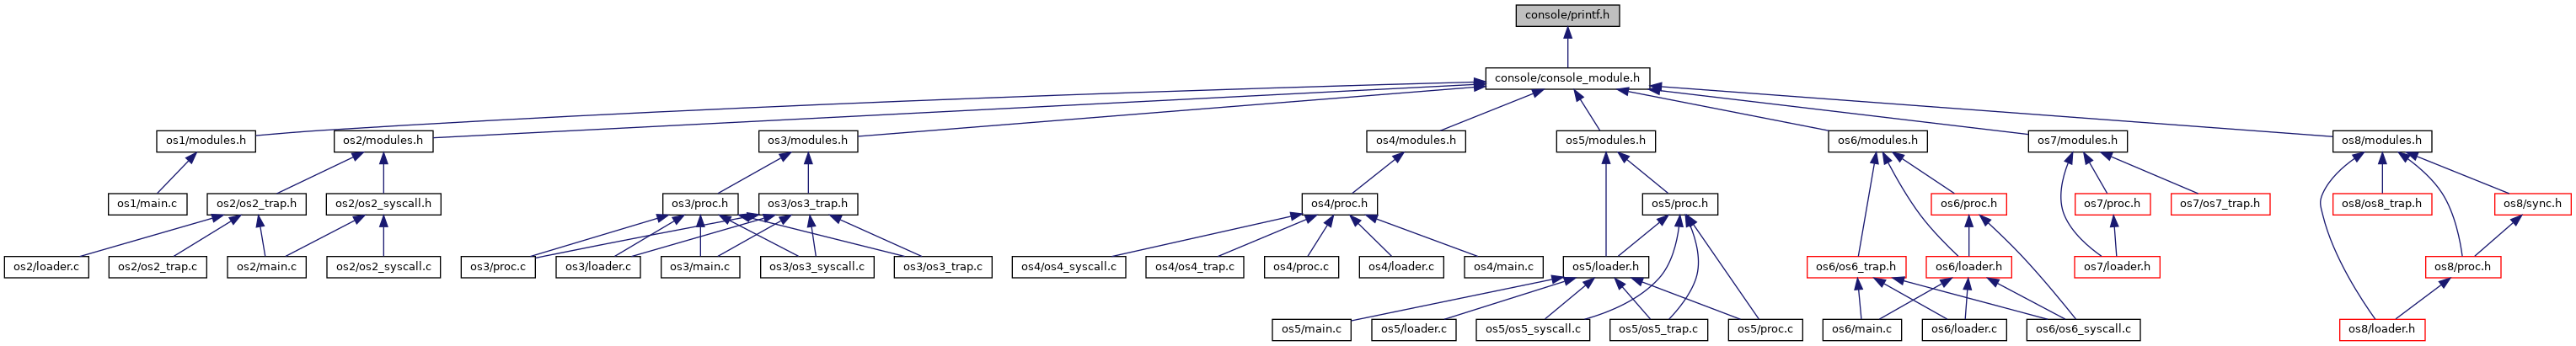 console/printf.h
console/console_module.h
os1/modules.h
os2/modules.h
os3/modules.h
os4/modules.h
os5/modules.h
os6/modules.h
os7/modules.h
os8/modules.h
os1/main.c
os2/os2_trap.h
os2/os2_syscall.h
os3/proc.h
os3/os3_trap.h
os4/proc.h
os5/proc.h
os6/proc.h
os7/proc.h
os7/os7_trap.h
os8/os8_trap.h
os8/sync.h
os2/loader.c
os2/os2_trap.c
os2/main.c
os2/os2_syscall.c
os3/proc.c
os3/loader.c
os3/main.c
os3/os3_syscall.c
os3/os3_trap.c
os4/os4_syscall.c
os4/os4_trap.c
os4/proc.c
os4/loader.c
os4/main.c
os5/loader.h
os6/os6_trap.h
os6/loader.h
os7/loader.h
os8/proc.h
os5/main.c
os5/loader.c
os5/os5_syscall.c
os5/os5_trap.c
os5/proc.c
os6/main.c
os6/loader.c
os6/os6_syscall.c
os8/loader.h